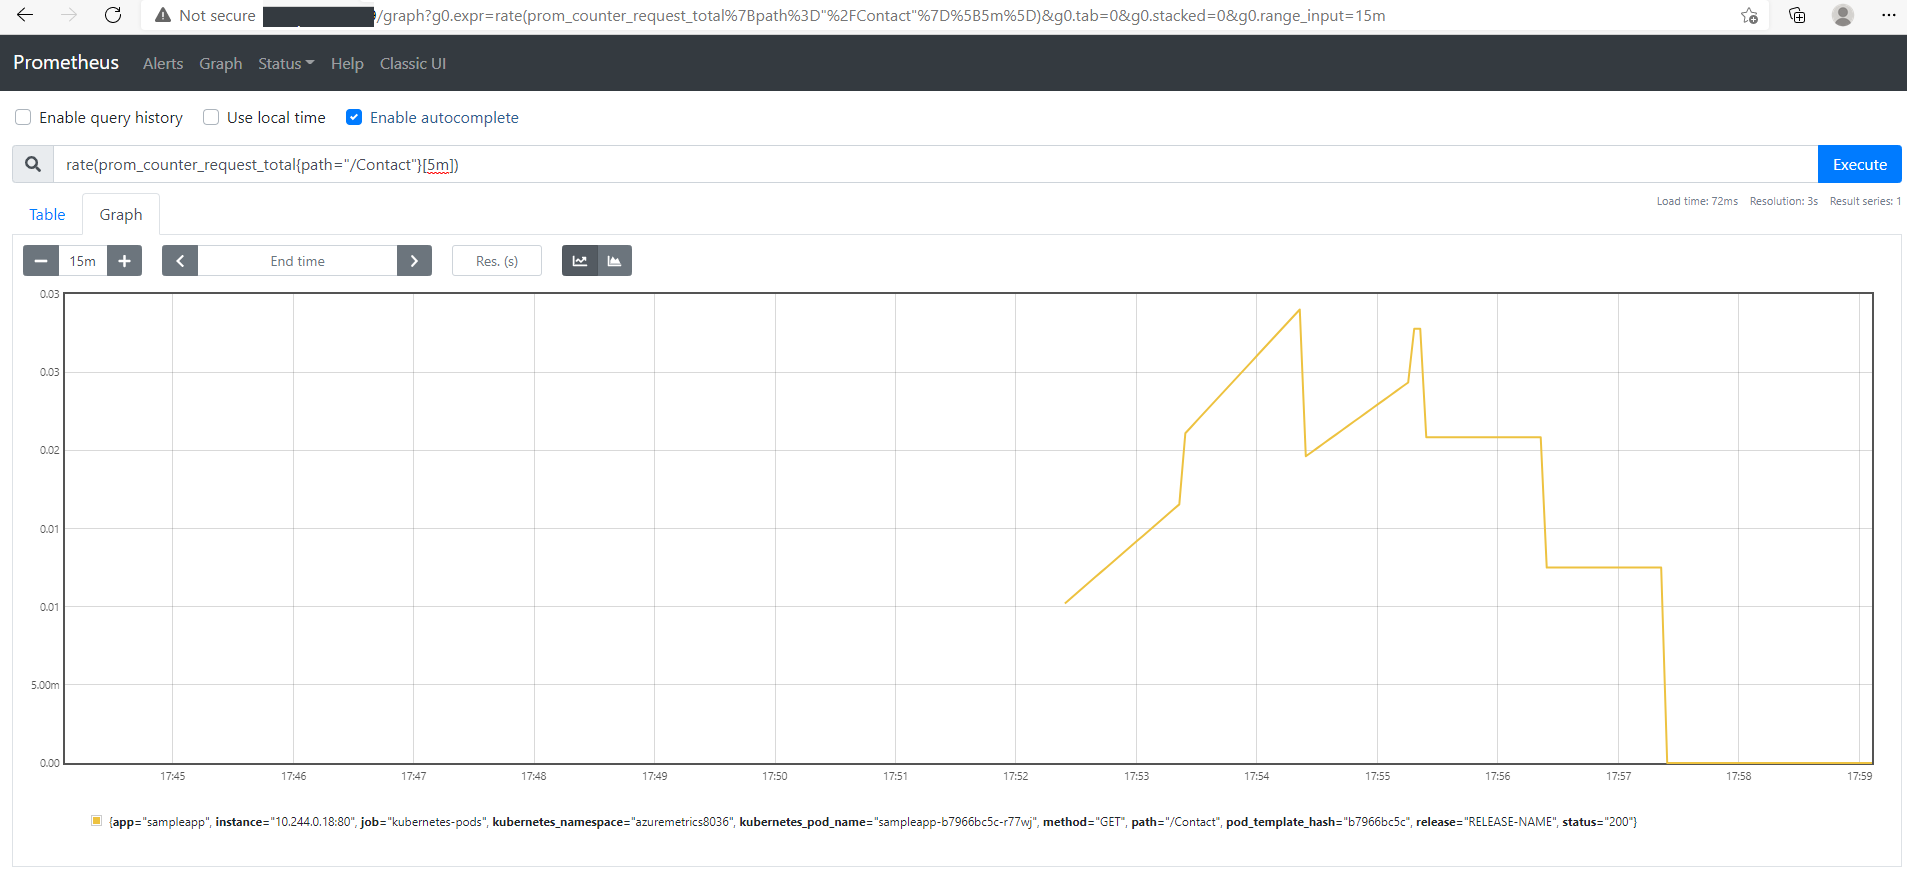 Not secure
9/graph?g0.expr=rate(prom_counter_request_total%7Bpath%3D"%2FContact"%7D%5B5m%5D)&g0.tab=0&g0.stacked=0&g0.range_input=15m
Prometheus Alerts Graph Status Help Classic UI
Enable query history Use local time Enable autocomplete
rate(prom_counter_request_total{path="/Contact"}[5m])
Execute
Table Graph
Load time: 72ms Resolution: 3s Result series: 1
15m End time Res. (s)
0.03
0.03
0.02
0.01
0.01
5.00m
0.00
17:45 17:46 17:47 17:48 17:49 17:50 17:51 17:52 17:53 17:54 17:55 17:56 17:57 17:58 17:59
{app="sampleapp", instance="10.244.0.18:80", job="kubernetes-pods", kubernetes_namespace="azuremetrics8036", kubernetes_pod_name="sampleapp-b7966bc5c-r77wj", method="GET", path="/Contact", pod_template_hash="b7966bc5c", release="RELEASE-NAME", status="200"}